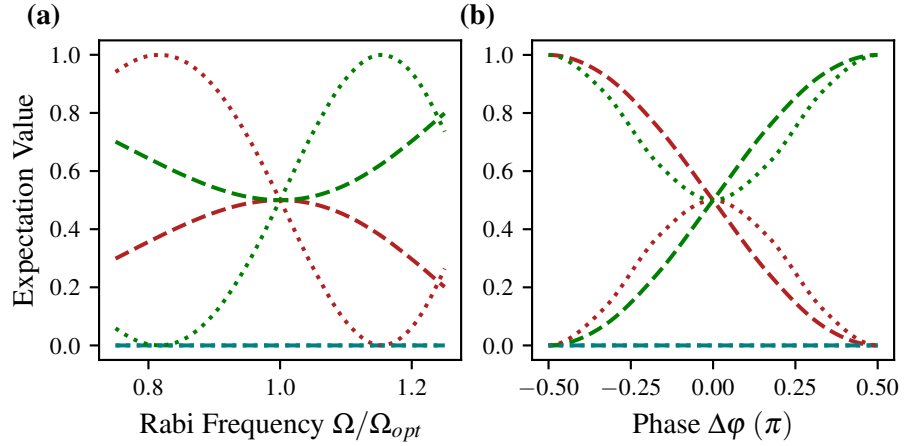 (a)
(b)
Expectation Value
1.0
0.8
0.6
0.4
0.2
0.0
0.8 1.0 1.2
Rabi Frequency Ω/Ω_opt
1.0
0.8
0.6
0.4
0.2
0.0
−0.50 −0.25 0.00 0.25 0.50
Phase Δφ (π)